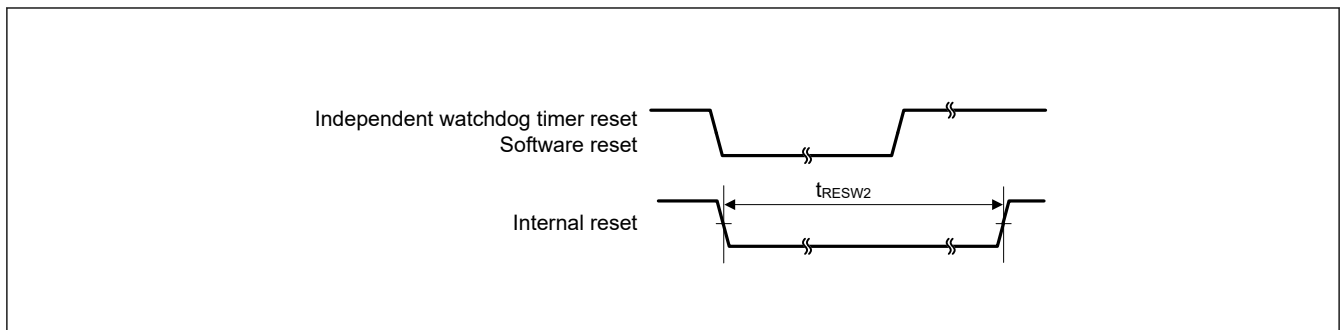 Independent watchdog timer reset
Software reset
tRESW2
Internal reset